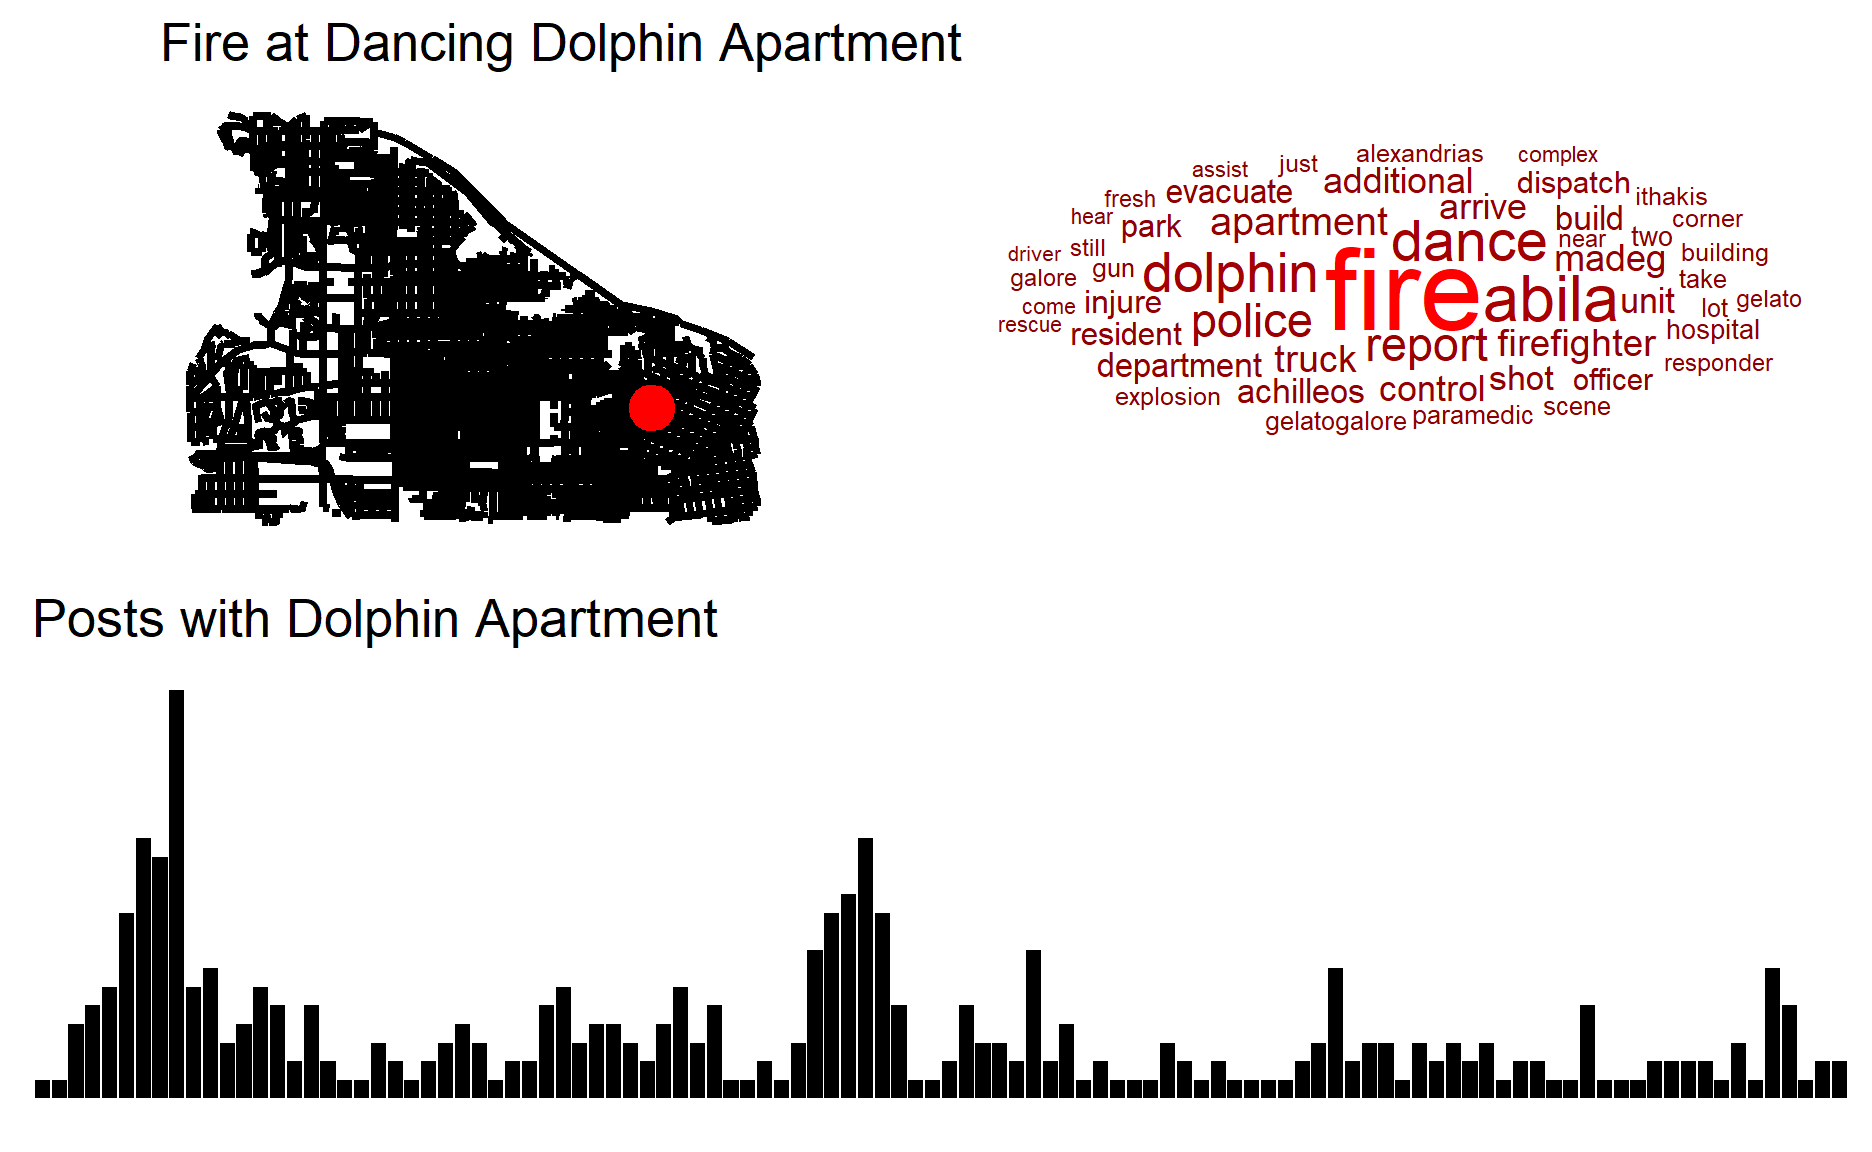 Fire at Dancing Dolphin Apartment
alexandrias complex
assist just
evacuate additional dispatch ithakis
fresh arrive
hear park apartment build corner
dance near two
driver still madeg building
galore gun dolphin fire take
come injure abila unit lot gelato
rescue resident police hospital
department truck report firefighter responder
explosion achilleos control shot officer
gelatogalore paramedic scene
Posts with Dolphin Apartment